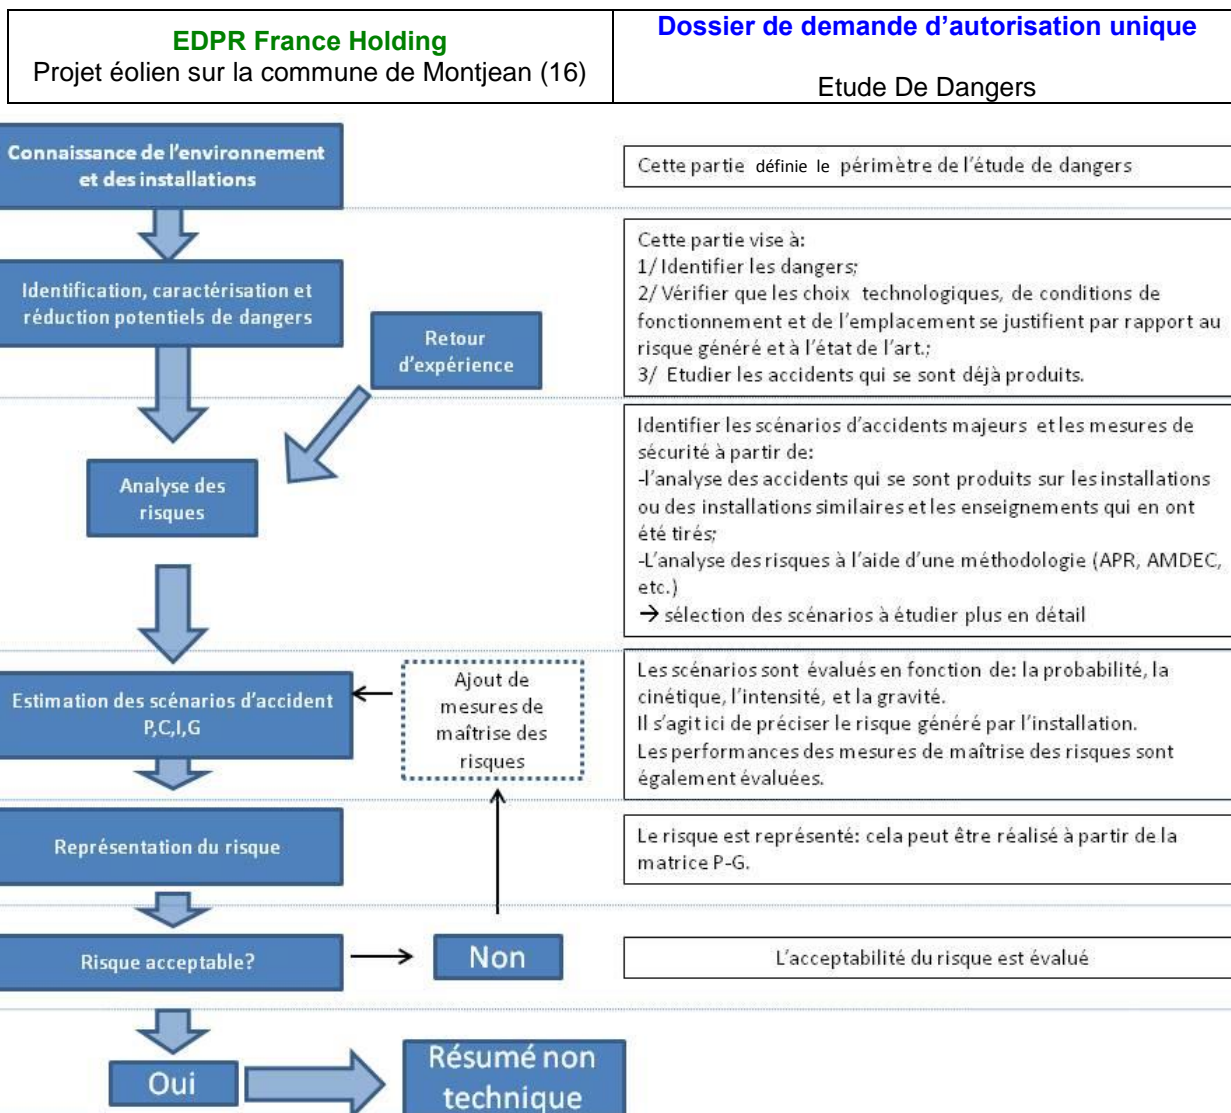 EDPR France Holding
Projet éolien sur la commune de Montjean (16)
Dossier de demande d'autorisation unique
Etude De Dangers
Connaissance de l'environnement
et des installations
Cette partie définie le périmètre de l'étude de dangers
Identification, caractérisation et
réduction potentiels de dangers
Retour
d'expérience
Cette partie vise à:
1/ Identifier les dangers;
2/ Vérifier que les choix technologiques, de conditions de
fonctionnement et de l'emplacement se justifient par rapport au
risque généré et à l'état de l'art.;
3/ Etudier les accidents qui se sont déjà produits.
Analyse des
risques
Identifier les scénarios d'accidents majeurs et les mesures de
sécurité à partir de:
-l'analyse des accidents qui se sont produits sur les installations
ou des installations similaires et les enseignements qui en ont
été tirés;
-L'analyse des risques à l'aide d'une méthodologie (APR, AMDEC,
etc.)
→ sélection des scénarios à étudier plus en détail
Estimation des scénarios d'accident
P,C,I,G
Ajout de
mesures de
maîtrise des
risques
Les scénarios sont évalués en fonction de: la probabilité, la
cinétique, l'intensité, et la gravité.
Il s'agit ici de préciser le risque généré par l'installation.
Les performances des mesures de maîtrise des risques sont
également évaluées.
Représentation du risque
Le risque est représenté: cela peut être réalisé à partir de la
matrice P-G.
Risque acceptable?
Non
L'acceptabilité du risque est évalué
Oui
Résumé non
technique